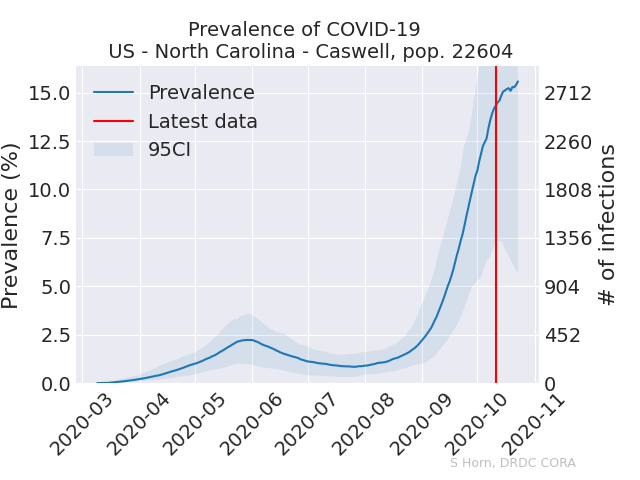 Prevalence of COVID-19
US - North Carolina - Caswell, pop. 22604
Prevalence
Latest data
95CI
Prevalence (%)
15.0
12.5
10.0
7.5
5.0
2.5
0.0
2712
2260
1808
1356
904
452
0
# of infections
2020-03
2020-04
2020-05
2020-06
2020-07
2020-08
2020-09
2020-10
2020-11
S Horn, DRDC CORA